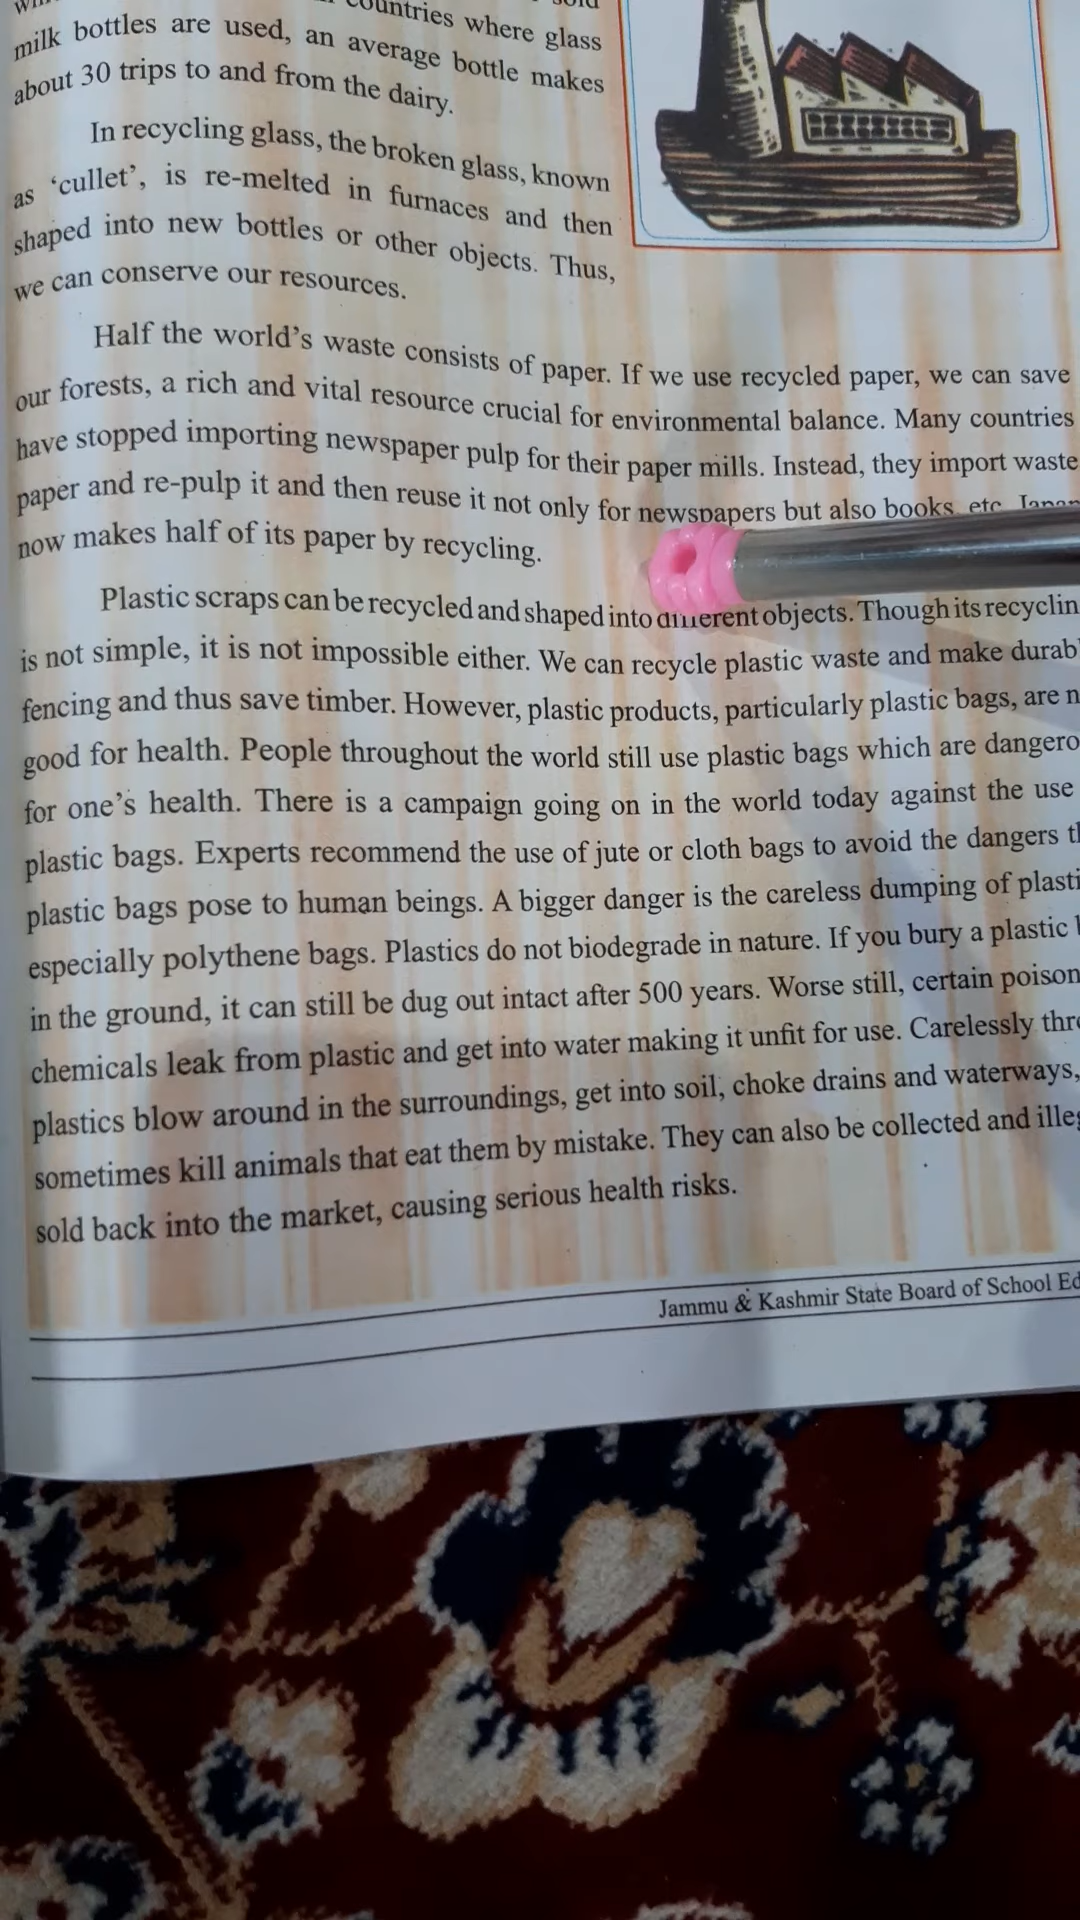 countries where glass
milk bottles are used, an average bottle makes
about 30 trips to and from the dairy.
In recycling glass, the broken glass, known
as ‘cullet’, is re-melted in furnaces and then
shaped into new bottles or other objects. Thus,
we can conserve our resources.
Half the world’s waste consists of paper. If we use recycled paper, we can save
our forests, a rich and vital resource crucial for environmental balance. Many countries
have stopped importing newspaper pulp for their paper mills. Instead, they import waste
paper and re-pulp it and then reuse it not only for newspapers but also books, etc. Japan
now makes half of its paper by recycling.
Plastic scraps can be recycled and shaped into different objects. Though its recyclin
is not simple, it is not impossible either. We can recycle plastic waste and make durab
fencing and thus save timber. However, plastic products, particularly plastic bags, are n
good for health. People throughout the world still use plastic bags which are dangero
for one’s health. There is a campaign going on in the world today against the use
plastic bags. Experts recommend the use of jute or cloth bags to avoid the dangers th
plastic bags pose to human beings. A bigger danger is the careless dumping of plasti
especially polythene bags. Plastics do not biodegrade in nature. If you bury a plastic
in the ground, it can still be dug out intact after 500 years. Worse still, certain poison
chemicals leak from plastic and get into water making it unfit for use. Carelessly thro
plastics blow around in the surroundings, get into soil, choke drains and waterways,
sometimes kill animals that eat them by mistake. They can also be collected and illeg
sold back into the market, causing serious health risks.
Jammu & Kashmir State Board of School Ed